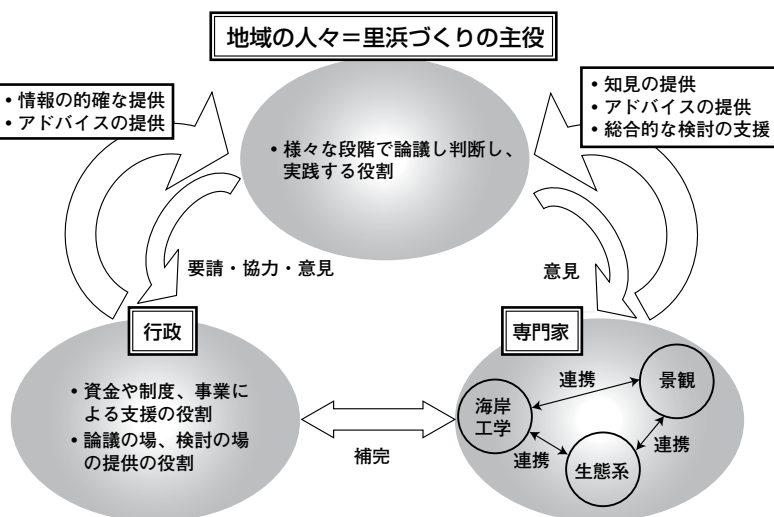 地域の人々＝里浜づくりの主役
・情報の的確な提供
・アドバイスの提供
・知見の提供
・アドバイスの提供
・総合的な検討の支援
・様々な段階で論議し判断し、
実践する役割
要請・協力・意見
意見
行政
・資金や制度、事業に
よる支援の役割
・論議の場、検討の場
の提供の役割
補完
専門家
海岸
工学
連携
景観
連携
連携
生態系